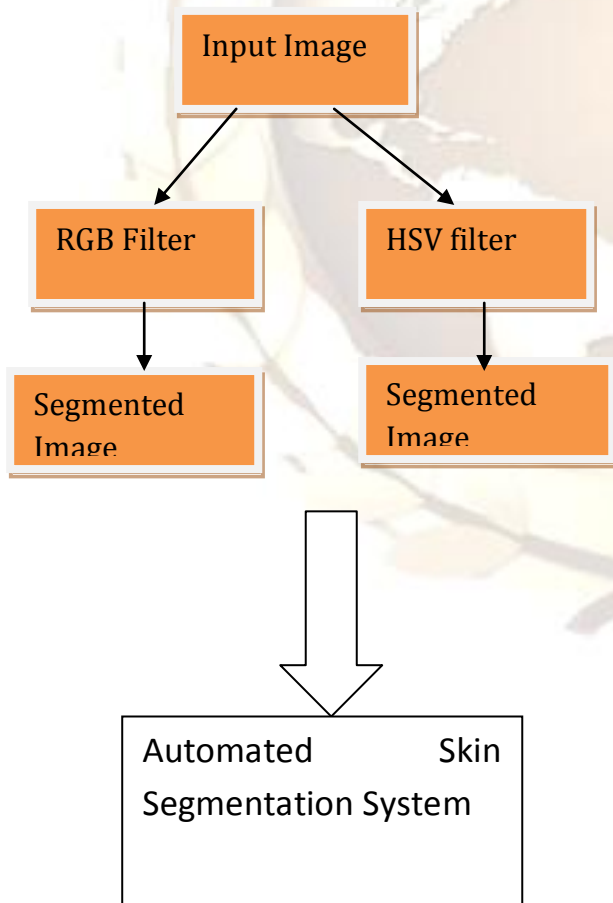 Input Image
RGB Filter
HSV filter
Segmented
Image
Segmented
Image
Automated Skin
Segmentation System